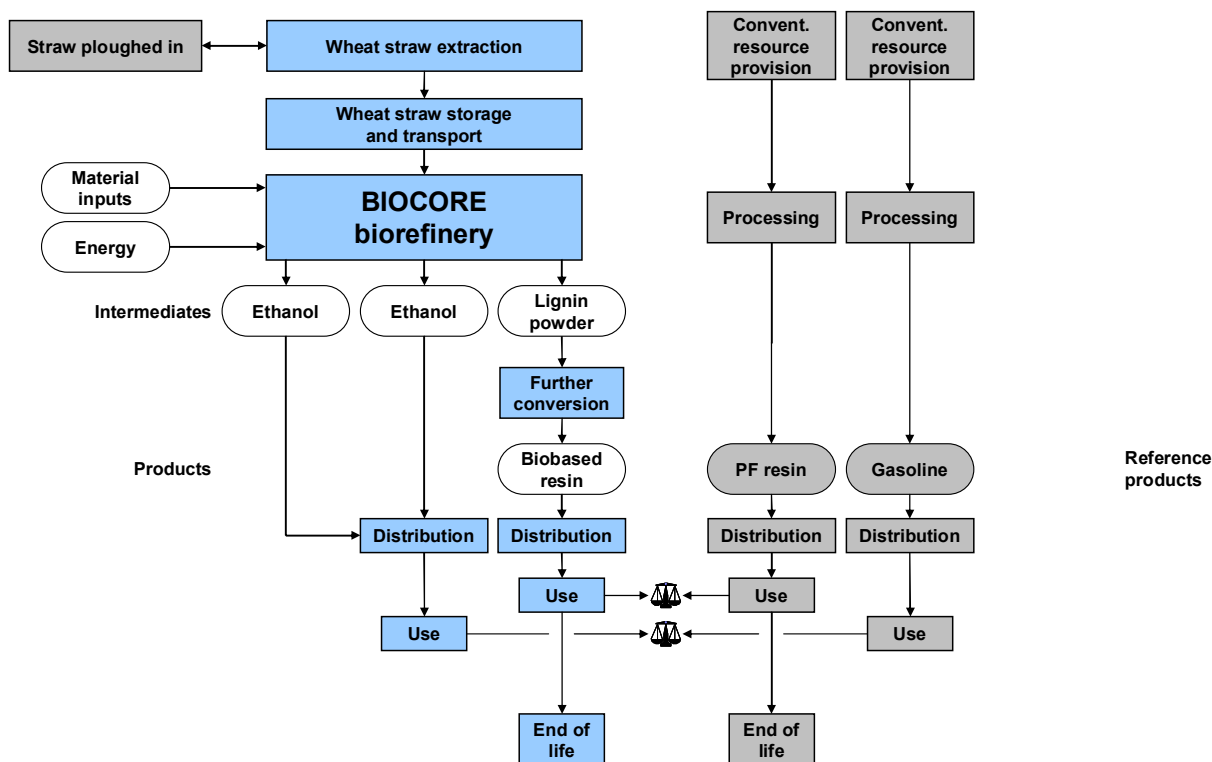 Straw ploughed in
Wheat straw extraction
Convent.
resource
provision
Convent.
resource
provision
Wheat straw storage
and transport
Material
inputs
Energy
BIOCORE
biorefinery
Processing
Processing
Intermediates
Ethanol
Ethanol
Lignin
powder
Further
conversion
Products
Biobased
resin
PF resin
Gasoline
Reference
products
Distribution
Distribution
Distribution
Distribution
Use
Use
Use
Use
End of
life
End of
life